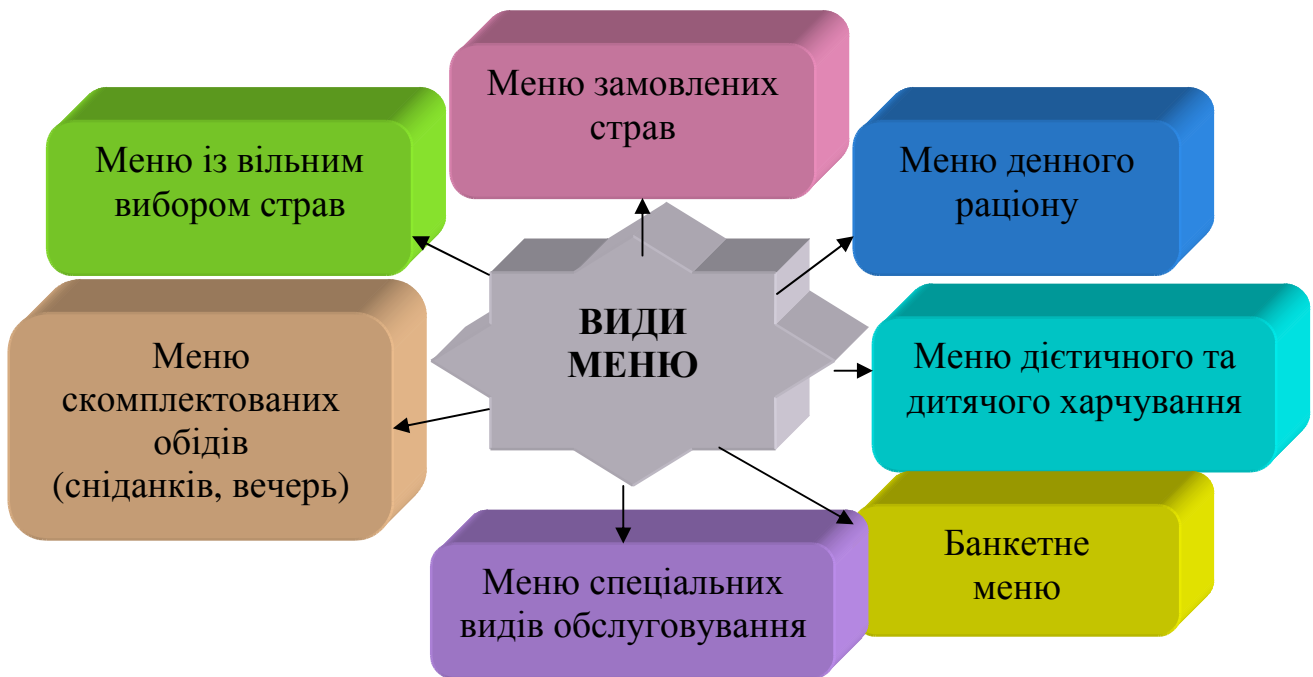 Меню замовлених
страв
Меню із вільним
вибором страв
Меню денного
раціону
ВИДИ
МЕНЮ
Меню
скомплектованих
обідів
(сніданків, вечерь)
Меню дієтичного та
дитячого харчування
Меню спеціальних
видів обслуговування
Банкетне
меню